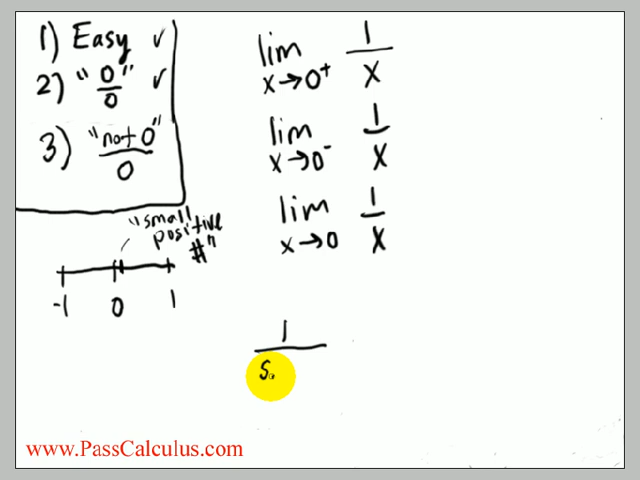 1) Easy ✓
2) "0/0" ✓
3) "not 0"/0
lim x→0⁺ 1/x
lim x→0⁻ 1/x
lim x→0 1/x
"small
positive
#"
-1 0 1
1
S
www.PassCalculus.com